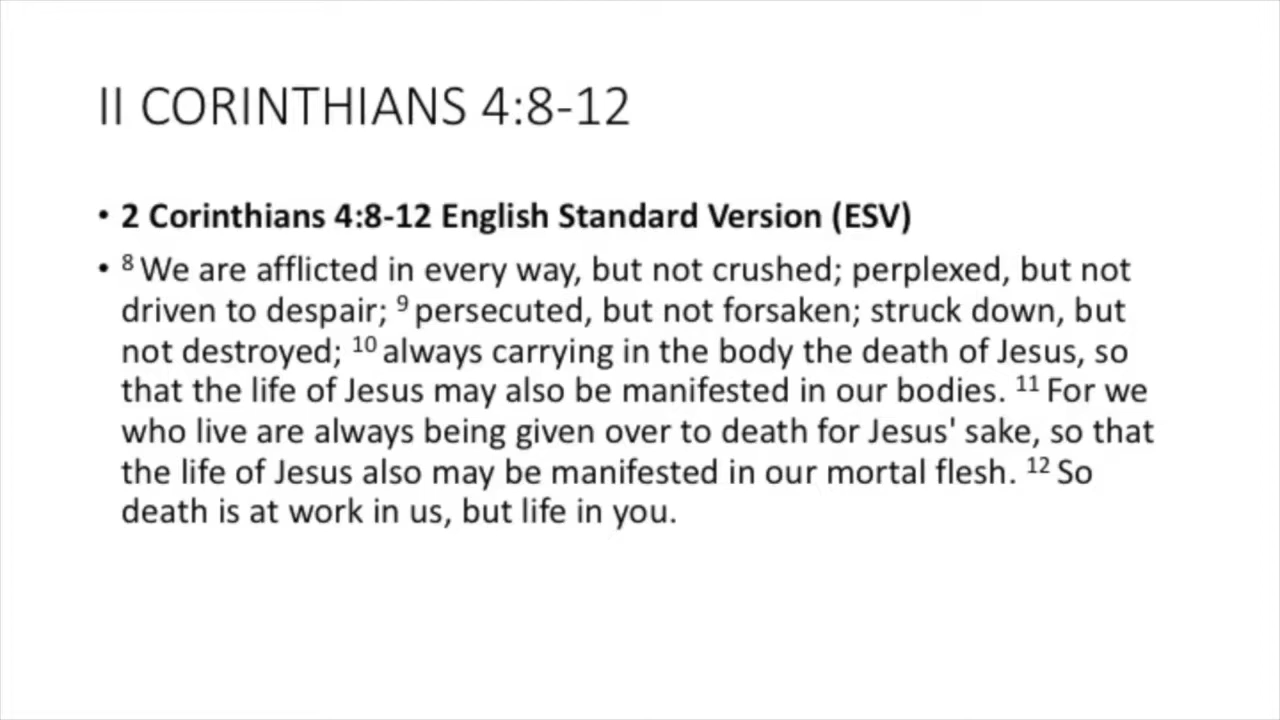 II CORINTHIANS 4:8-12
• 2 Corinthians 4:8-12 English Standard Version (ESV)
• 8 We are afflicted in every way, but not crushed; perplexed, but not
driven to despair; 9 persecuted, but not forsaken; struck down, but
not destroyed; 10 always carrying in the body the death of Jesus, so
that the life of Jesus may also be manifested in our bodies. 11 For we
who live are always being given over to death for Jesus' sake, so that
the life of Jesus also may be manifested in our mortal flesh. 12 So
death is at work in us, but life in you.